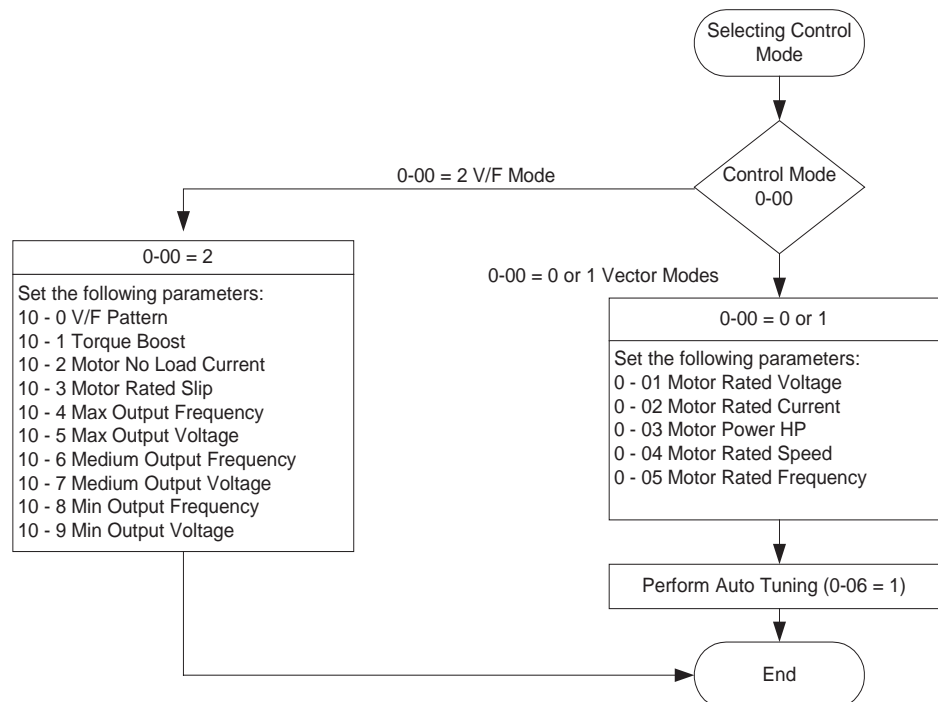 Selecting Control
Mode
Control Mode
0-00
0-00 = 2 V/F Mode
0-00 = 2
Set the following parameters:
10 - 0 V/F Pattern
10 - 1 Torque Boost
10 - 2 Motor No Load Current
10 - 3 Motor Rated Slip
10 - 4 Max Output Frequency
10 - 5 Max Output Voltage
10 - 6 Medium Output Frequency
10 - 7 Medium Output Voltage
10 - 8 Min Output Frequency
10 - 9 Min Output Voltage
0-00 = 0 or 1 Vector Modes
0-00 = 0 or 1
Set the following parameters:
0 - 01 Motor Rated Voltage
0 - 02 Motor Rated Current
0 - 03 Motor Power HP
0 - 04 Motor Rated Speed
0 - 05 Motor Rated Frequency
Perform Auto Tuning (0-06 = 1)
End